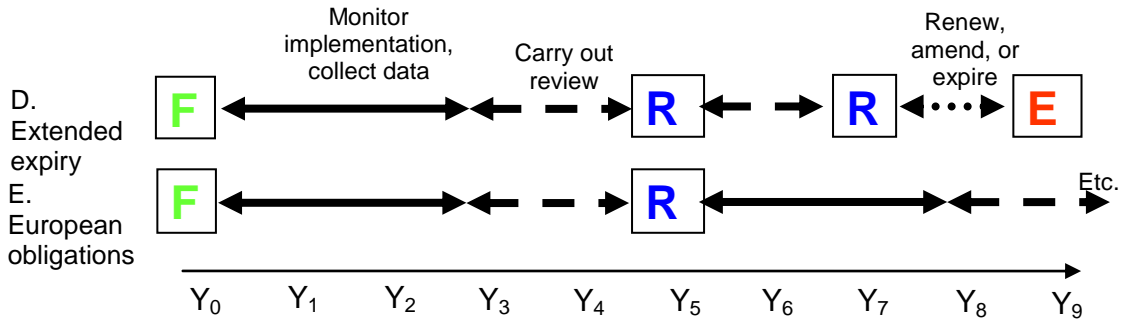 Monitor
implementation,
collect data
Carry out
review
Renew,
amend, or
expire
D.
Extended
expiry
F
R
R
E
E.
European
obligations
F
R
Etc.
Y0 Y1 Y2 Y3 Y4 Y5 Y6 Y7 Y8 Y9